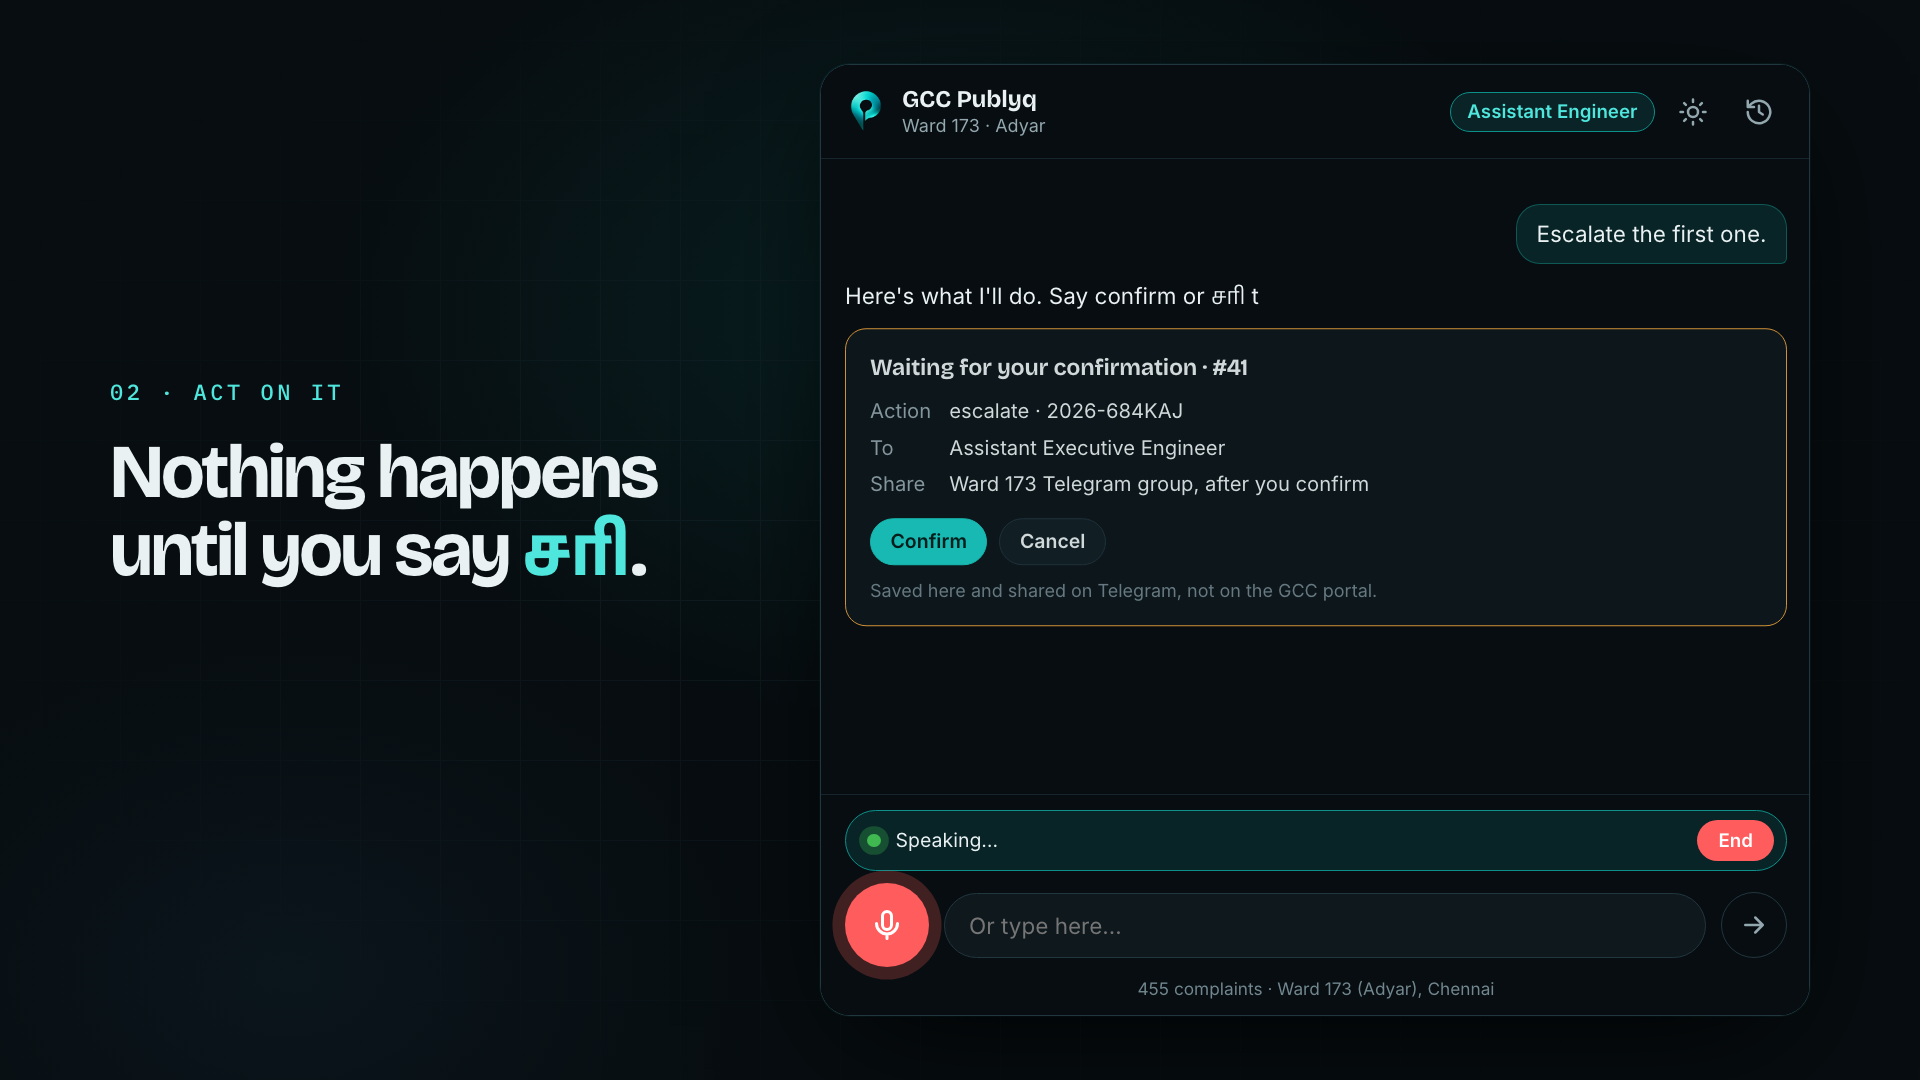 02 · ACT ON IT
Nothing happens
until you say சரி.
GCC Publyq
Ward 173 · Adyar
Assistant Engineer
Escalate the first one.
Here's what I'll do. Say confirm or சரி t
Waiting for your confirmation · #41
Action escalate · 2026-684KAJ
To Assistant Executive Engineer
Share Ward 173 Telegram group, after you confirm
Confirm Cancel
Saved here and shared on Telegram, not on the GCC portal.
Speaking... End
Or type here...
455 complaints · Ward 173 (Adyar), Chennai